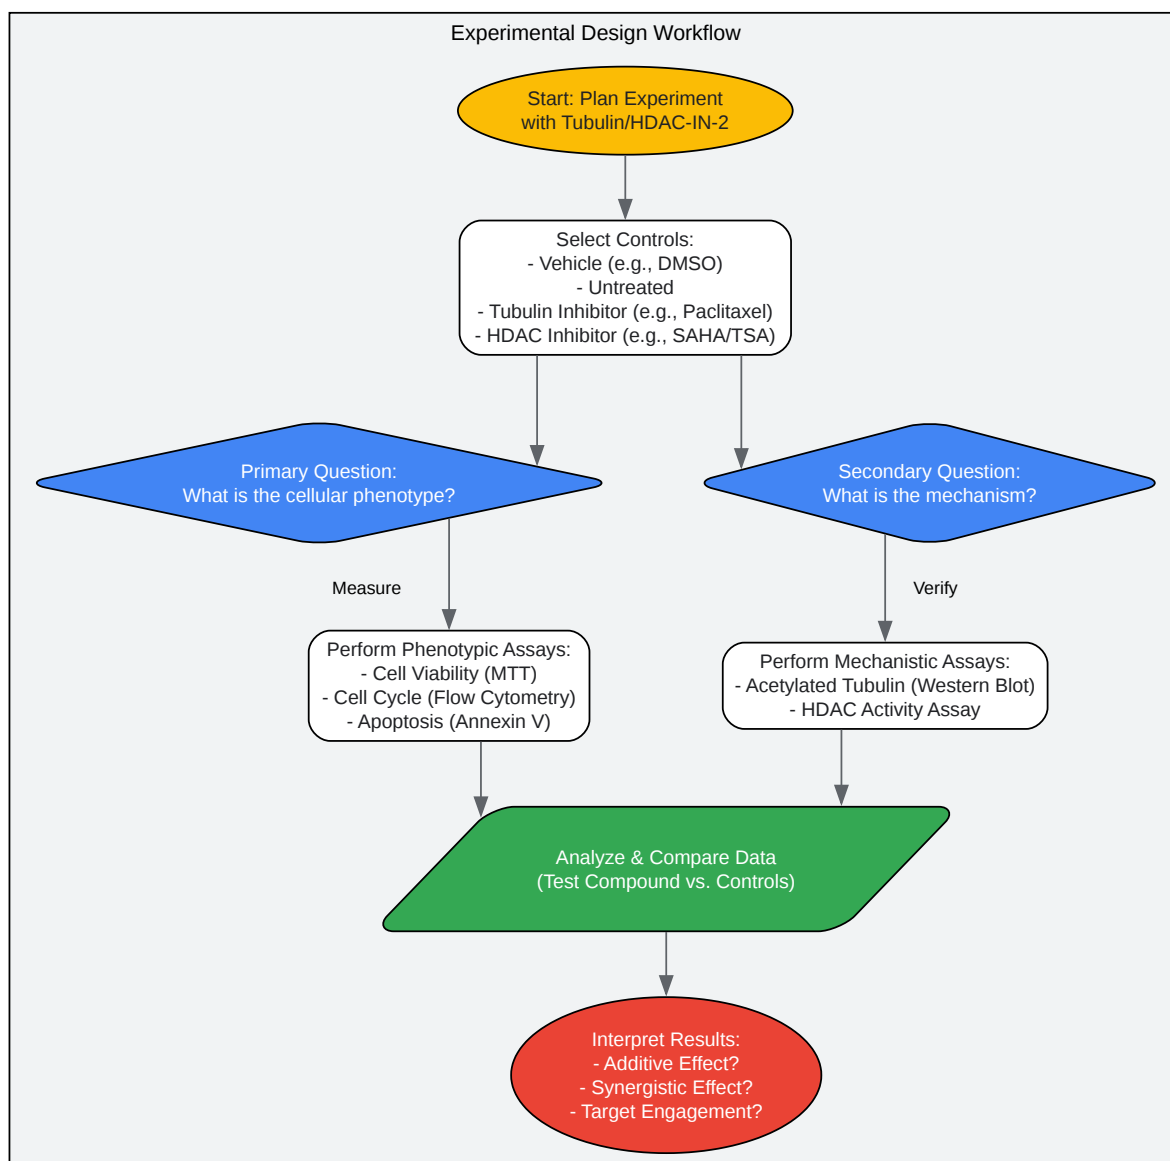 Experimental Design Workflow
Start: Plan Experiment
with Tubulin/HDAC-IN-2
Select Controls:
- Vehicle (e.g., DMSO)
- Untreated
- Tubulin Inhibitor (e.g., Paclitaxel)
- HDAC Inhibitor (e.g., SAHA/TSA)
Primary Question:
What is the cellular phenotype?
Secondary Question:
What is the mechanism?
Measure
Verify
Perform Phenotypic Assays:
- Cell Viability (MTT)
- Cell Cycle (Flow Cytometry)
- Apoptosis (Annexin V)
Perform Mechanistic Assays:
- Acetylated Tubulin (Western Blot)
- HDAC Activity Assay
Analyze & Compare Data
(Test Compound vs. Controls)
Interpret Results:
- Additive Effect?
- Synergistic Effect?
- Target Engagement?